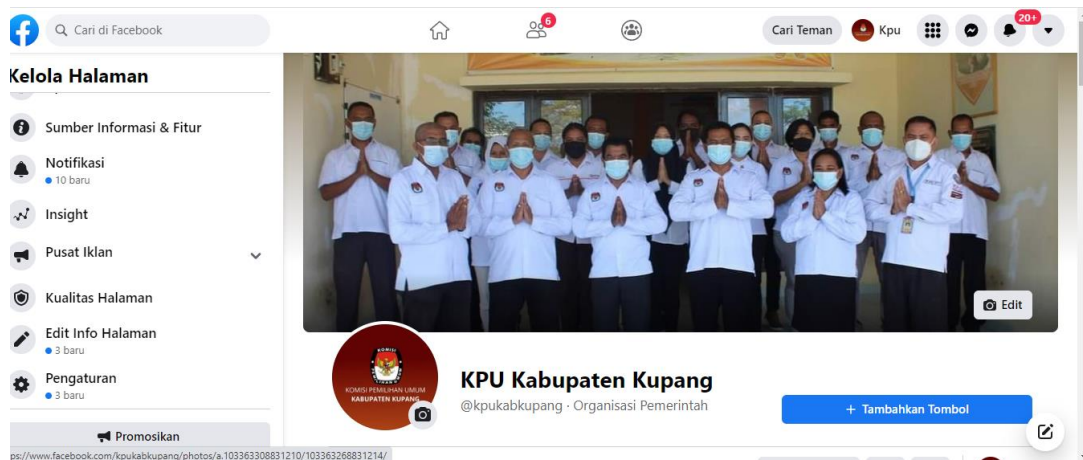 Cari di Facebook
6
Cari Teman
Kpu
20+
Kelola Halaman
Sumber Informasi & Fitur
Notifikasi
10 baru
Insight
Pusat Iklan
Kualitas Halaman
Edit Info Halaman
3 baru
Pengaturan
3 baru
Promosikan
Edit
KOMISI PEMILIHAN UMUM
KABUPATEN KUPANG
KPU Kabupaten Kupang
@kpukabkupang · Organisasi Pemerintah
+ Tambahkan Tombol
ps://www.facebook.com/kpukabkupang/photos/a.103363308831210/103363268831214/